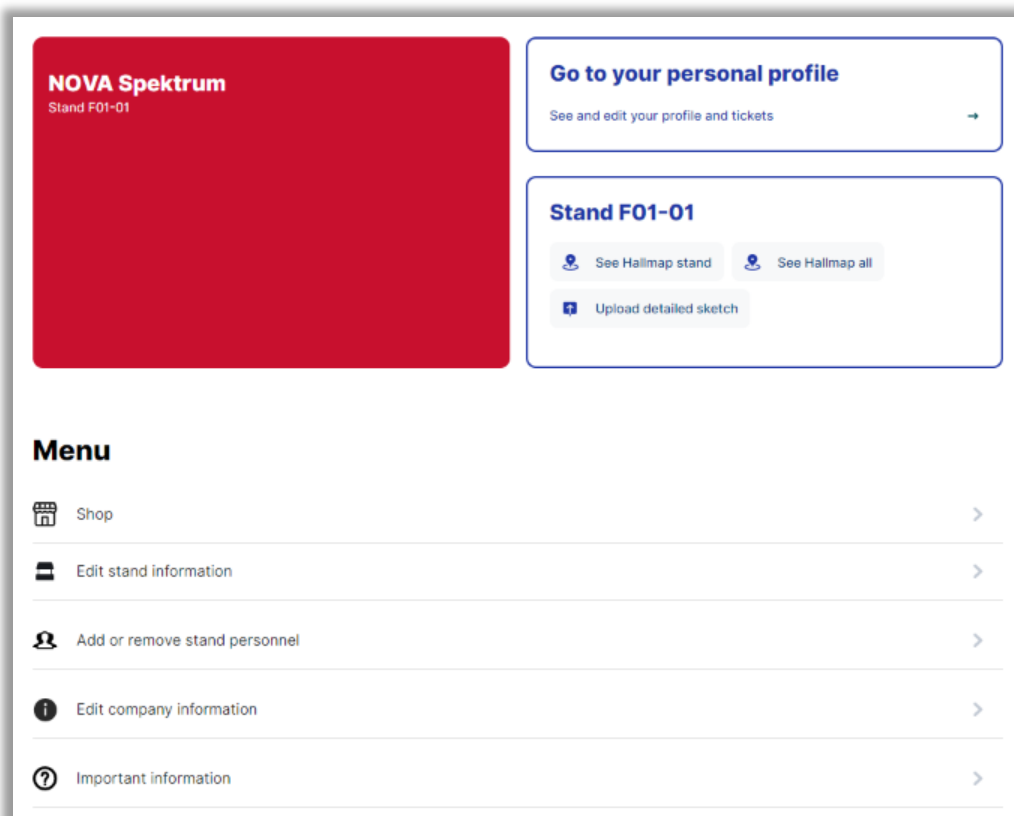 NOVA Spektrum
Stand F01-01
Go to your personal profile
See and edit your profile and tickets
Stand F01-01
See Hallmap stand
See Hallmap all
Upload detailed sketch
Menu
Shop
Edit stand information
Add or remove stand personnel
Edit company information
Important information